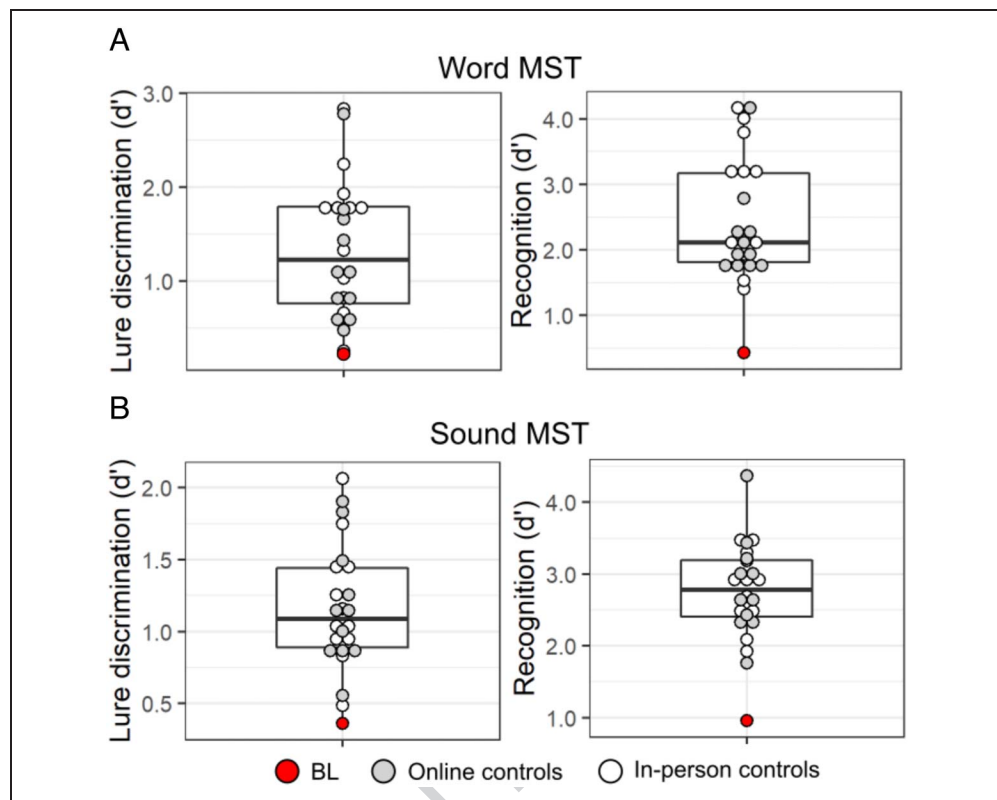 A
Word MST
Lure discrimination (d')
3.0
2.0
1.0
Recognition (d')
4.0
3.0
2.0
1.0
B
Sound MST
Lure discrimination (d')
2.0
1.5
1.0
0.5
Recognition (d')
4.0
3.0
2.0
1.0
BL Online controls In-person controls